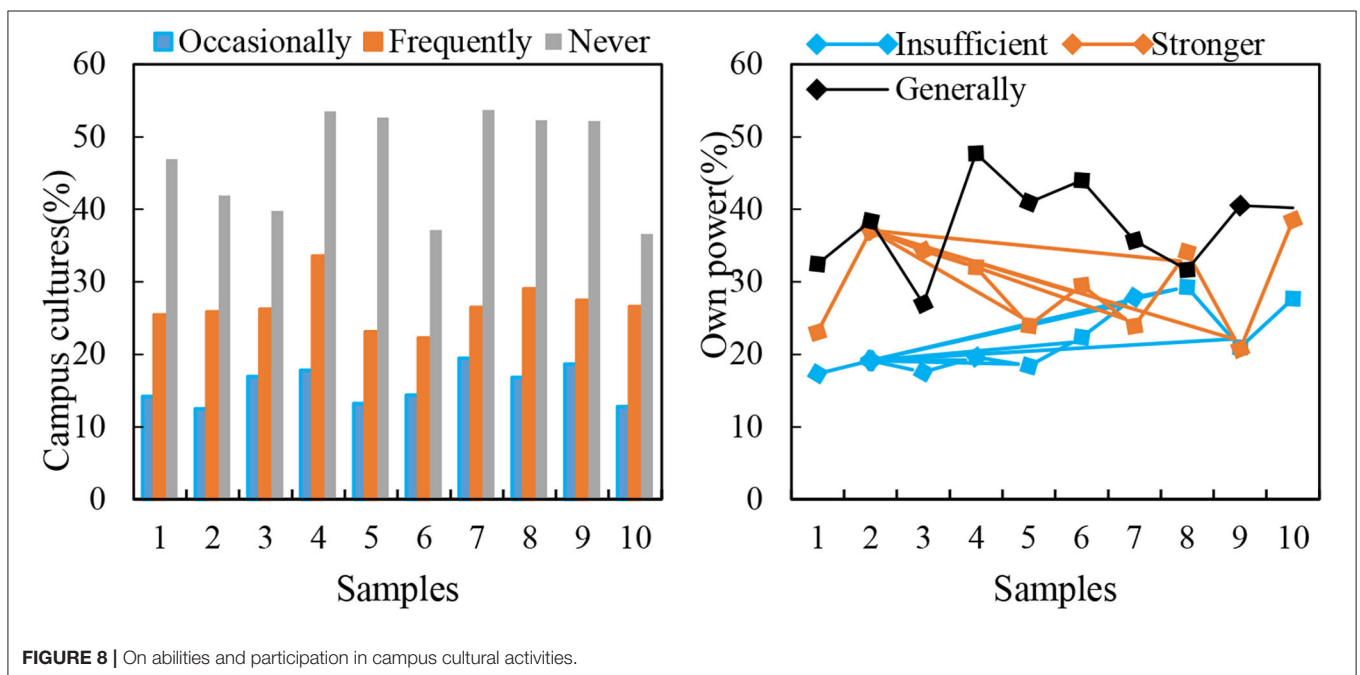 Occasionally Frequently Never
Campus cultures(%)
60
50
40
30
20
10
0
1 2 3 4 5 6 7 8 9 10
Samples
Insufficient Stronger
Generally
Own power(%)
60
50
40
30
20
10
0
1 2 3 4 5 6 7 8 9 10
Samples
FIGURE 8 | On abilities and participation in campus cultural activities.